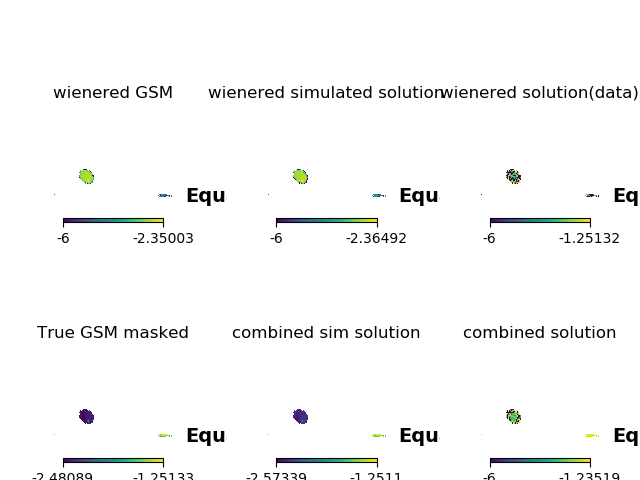 wienered GSM wienered simulated solution wienered solution(data)
Equ Equ Eq
-6 -2.35003 -6 -2.36492 -6 -1.25132
True GSM masked combined sim solution combined solution
Equ Equ Eq
-2.48089 -1.25133 -2.57339 -1.2511 -6 -1.23519